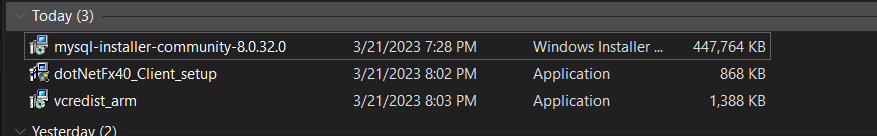 Today (3)
mysql-installer-community-8.0.32.0 3/21/2023 7:28 PM Windows Installer ... 447,764 KB
dotNetFx40_Client_setup 3/21/2023 8:02 PM Application 868 KB
vcredist_arm 3/21/2023 8:03 PM Application 1,388 KB
Yesterday (2)